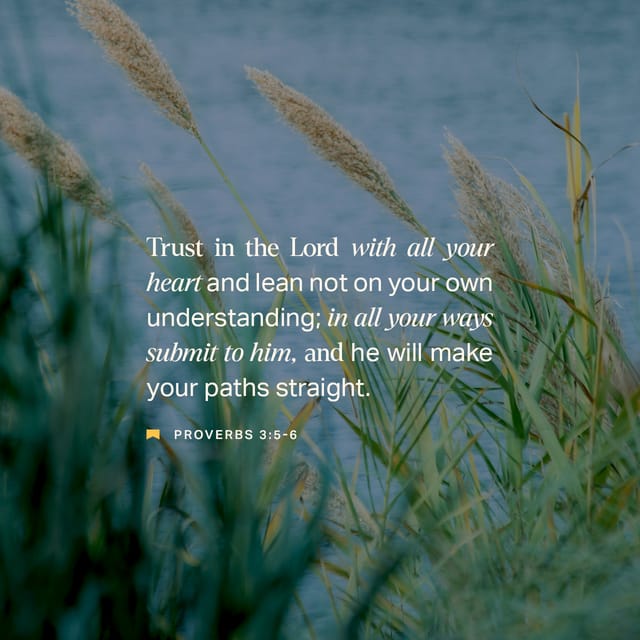 Trust in the Lord with all your
heart and lean not on your own
understanding; in all your ways
submit to him, and he will make
your paths straight.
PROVERBS 3:5-6